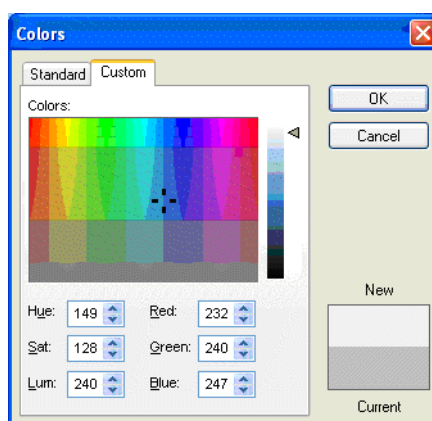 Colors
Standard Custom
Colors:
OK
Cancel
Hue: 149 Red: 232
Sat: 128 Green: 240
Lum: 240 Blue: 247
New
Current